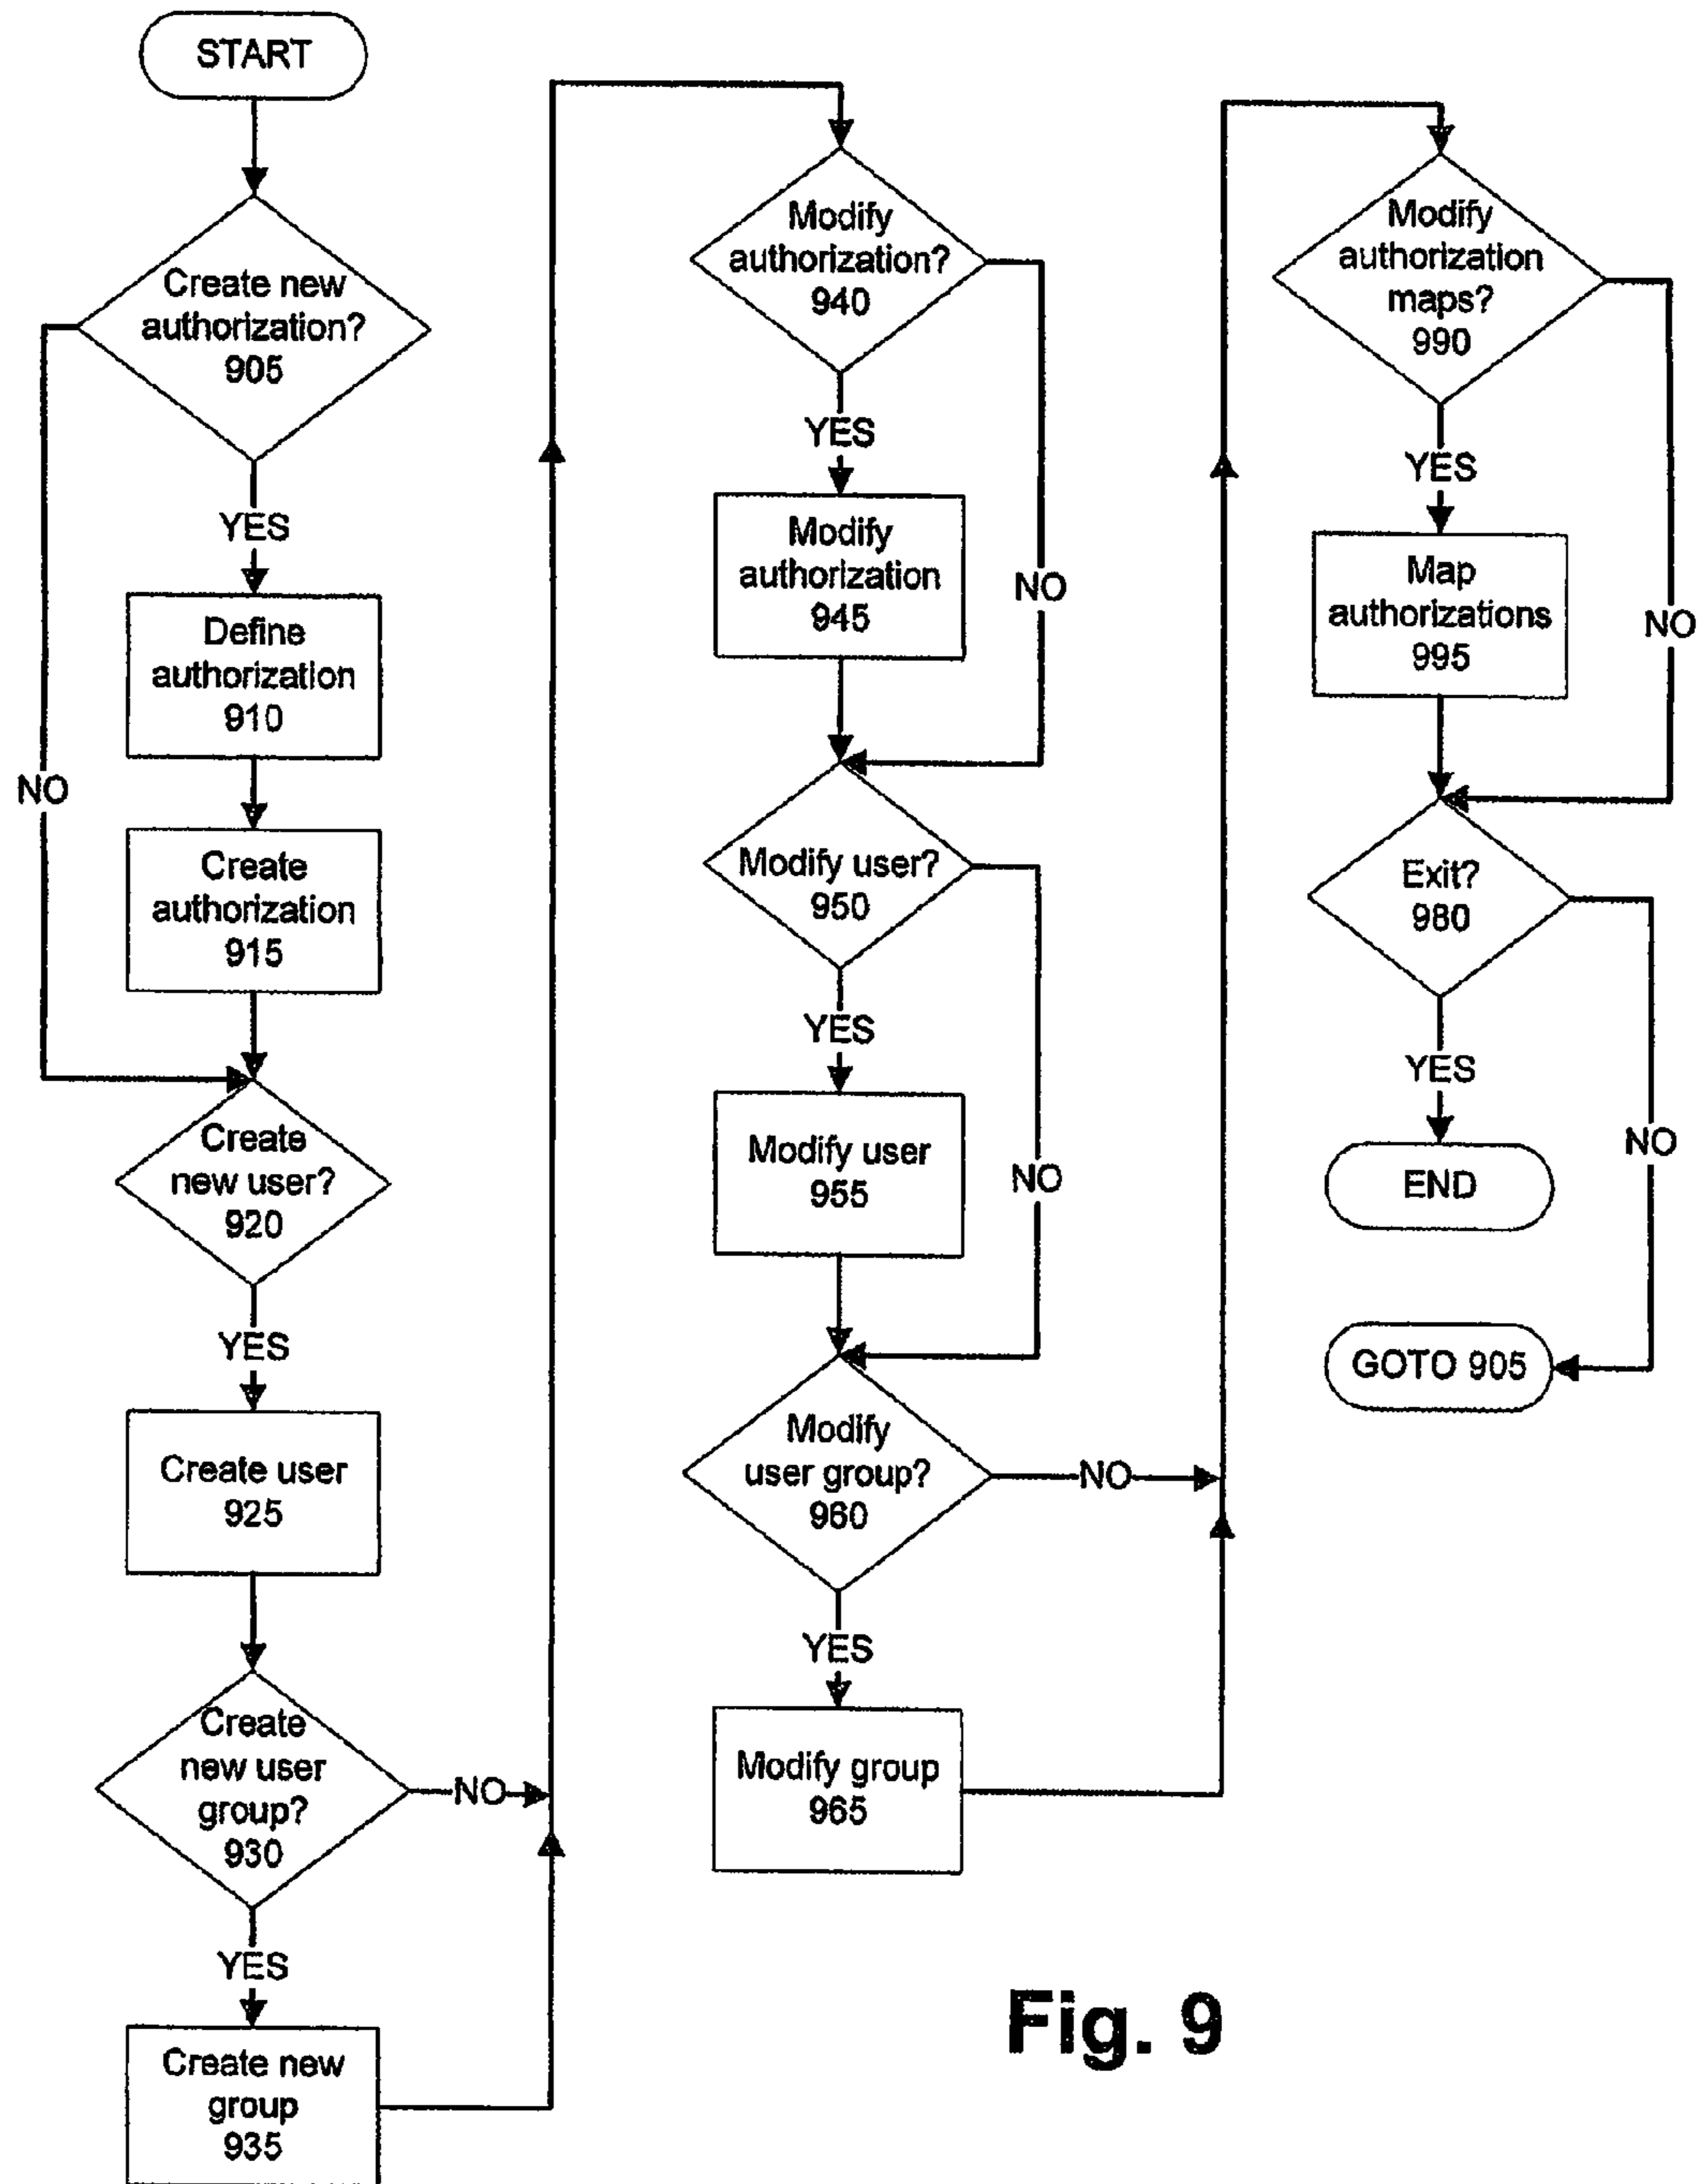 START
Create new
authorization?
905
YES
NO
Define
authorization
910
Create
authorization
915
Create
new user?
920
YES
Create user
925
Create
new user
group?
930
NO
YES
Create new
group
935
Modify
authorization?
940
YES
NO
Modify
authorization
945
Modify user?
950
YES
NO
Modify user
955
Modify
user group?
960
NO
YES
Modify group
965
Modify
authorization
maps?
990
YES
NO
Map
authorizations
995
Exit?
980
YES
NO
END
GOTO 905
Fig. 9